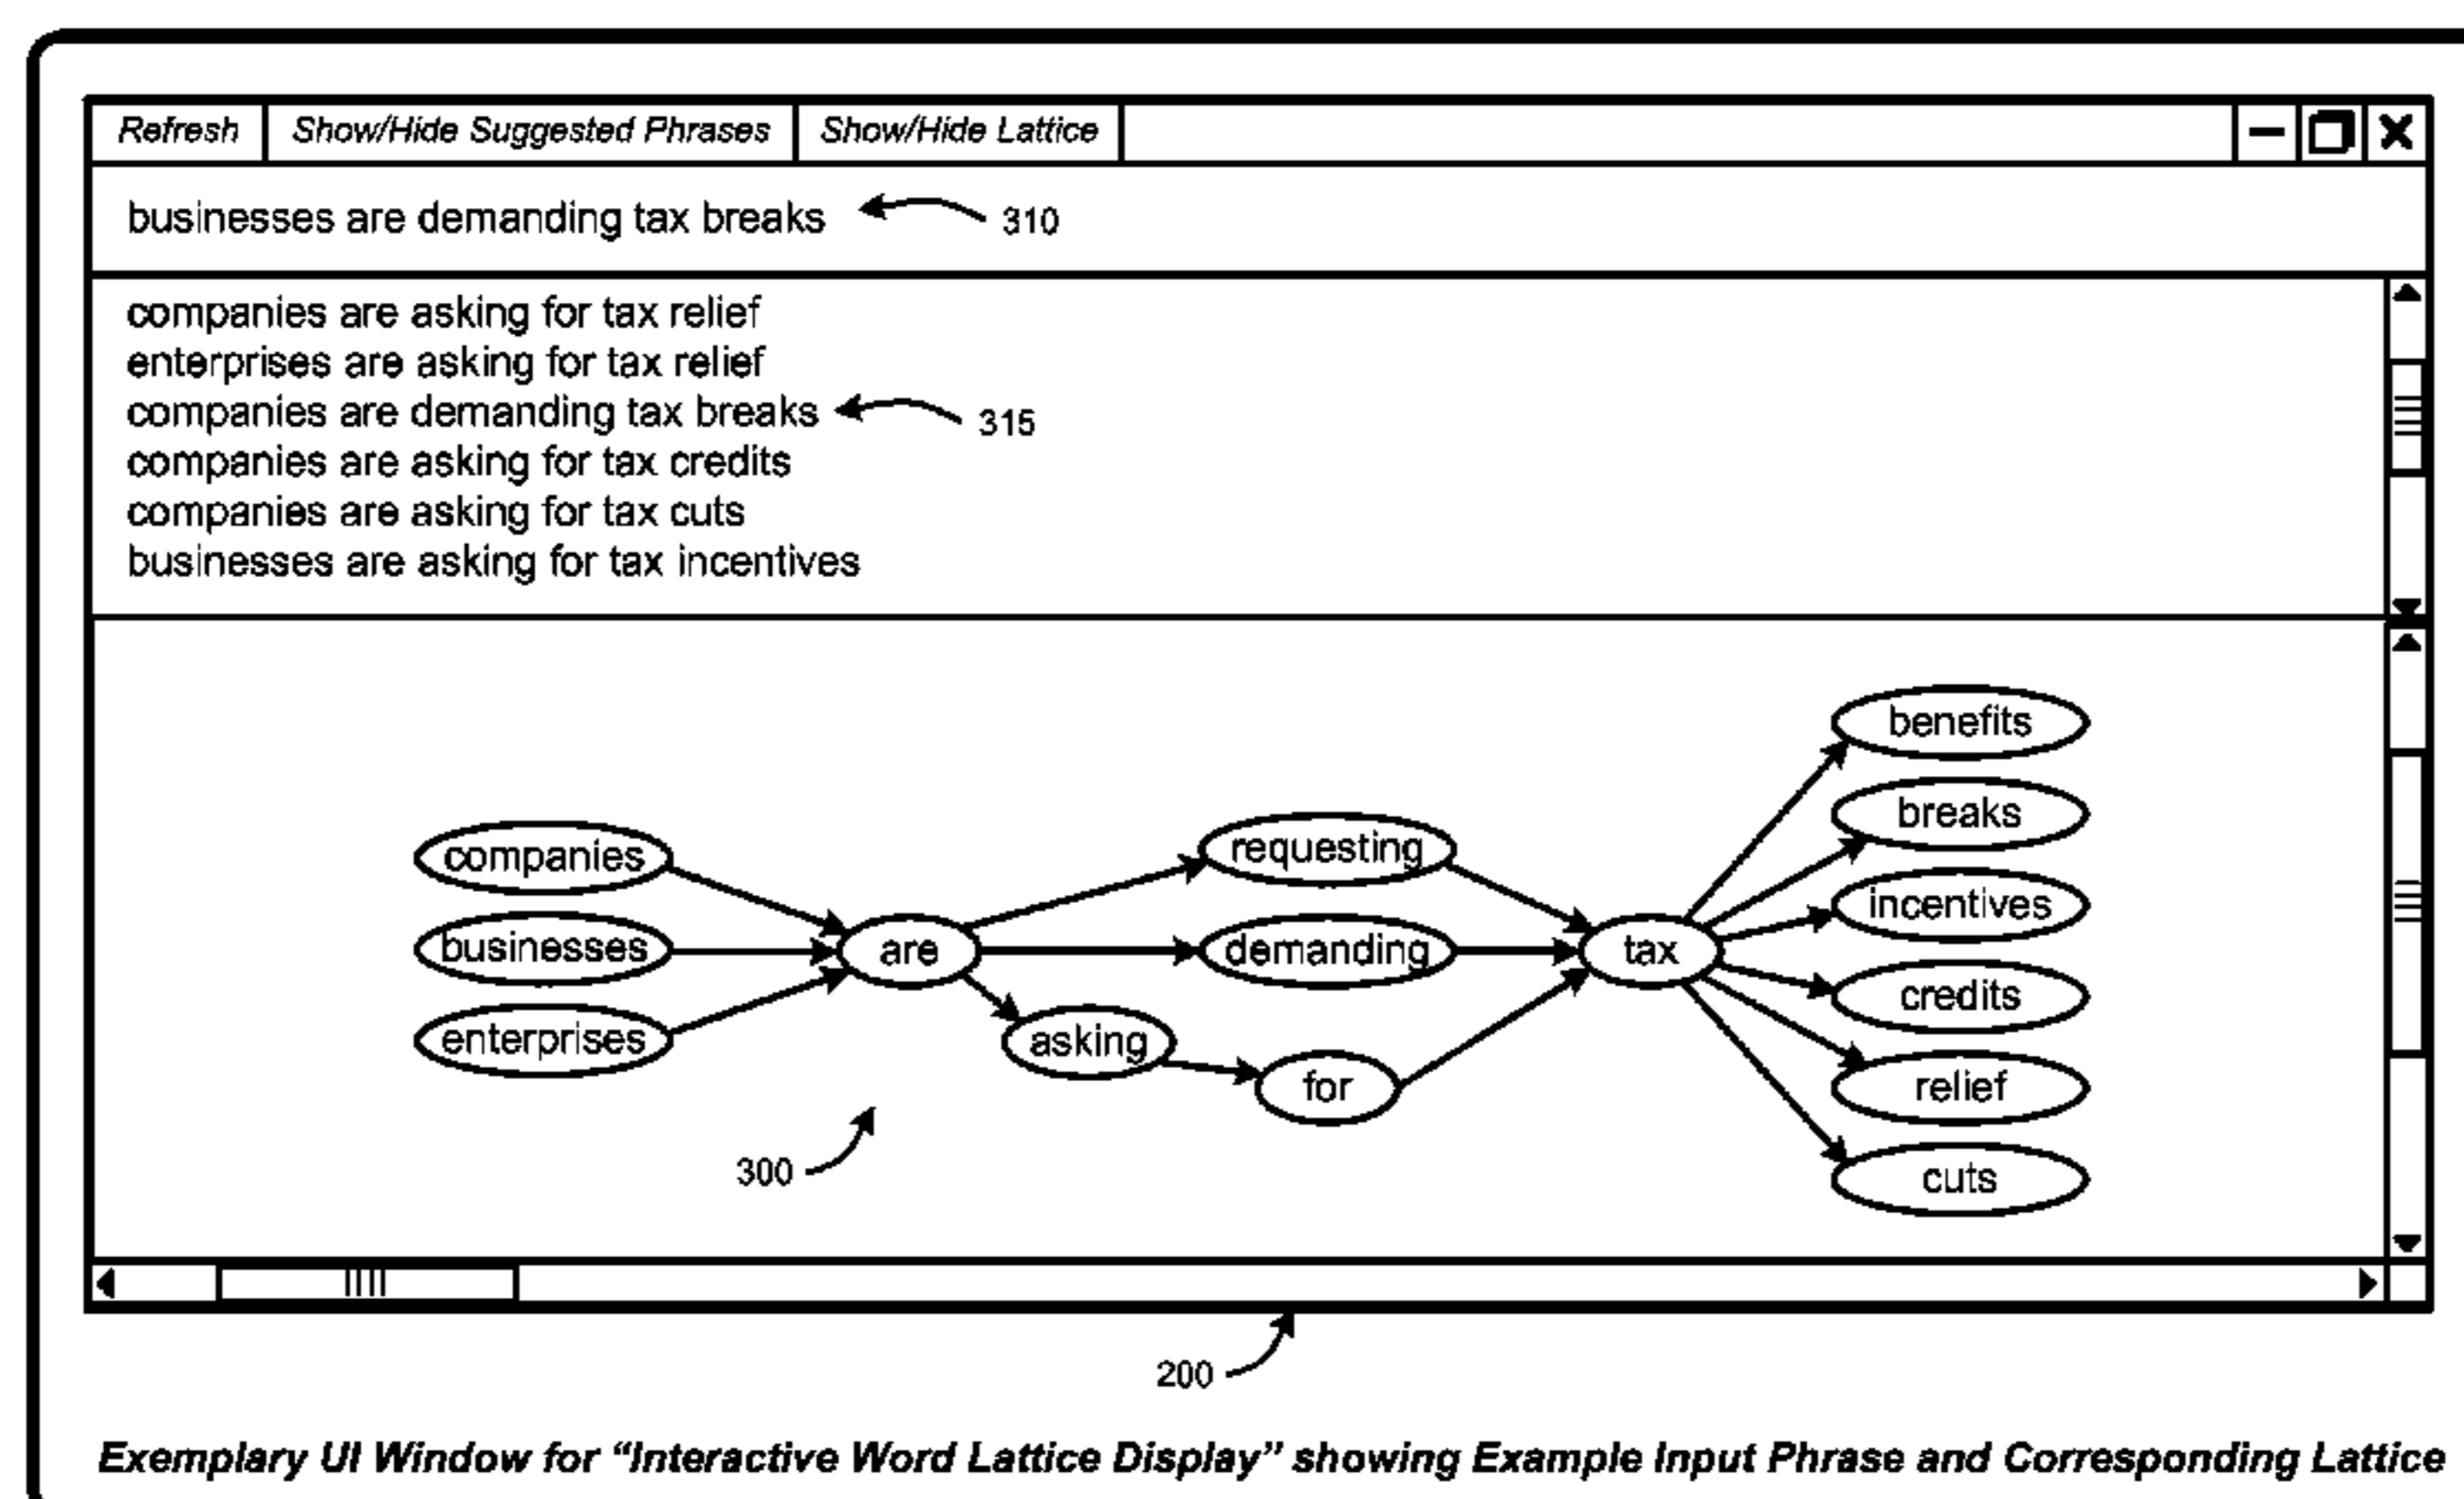 Refresh Show/Hide Suggested Phrases Show/Hide Lattice
businesses are demanding tax breaks 310
companies are asking for tax relief
enterprises are asking for tax relief
companies are demanding tax breaks 315
companies are asking for tax credits
companies are asking for tax cuts
businesses are asking for tax incentives
benefits
breaks
companies requesting
incentives
businesses are demanding tax
credits
enterprises asking
for relief
300 cuts
200
Exemplary UI Window for “Interactive Word Lattice Display” showing Example Input Phrase and Corresponding Lattice